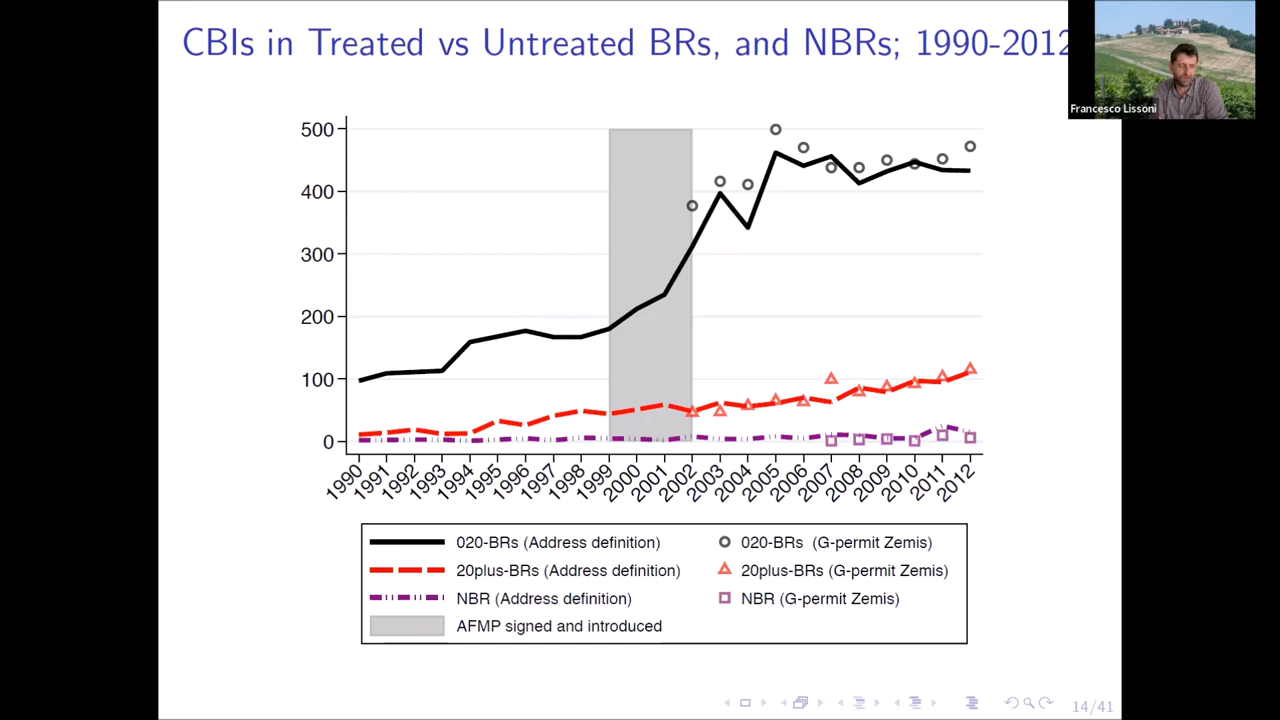 CBIs in Treated vs Untreated BRs, and NBRs; 1990-2012
Francesco Lissoni
500
400
300
200
100
0
1990 1991 1992 1993 1994 1995 1996 1997 1998 1999 2000 2001 2002 2003 2004 2005 2006 2007 2008 2009 2010 2011 2012
020-BRs (Address definition) 020-BRs (G-permit Zemis)
20plus-BRs (Address definition) 20plus-BRs (G-permit Zemis)
NBR (Address definition) NBR (G-permit Zemis)
AFMP signed and introduced
14/41